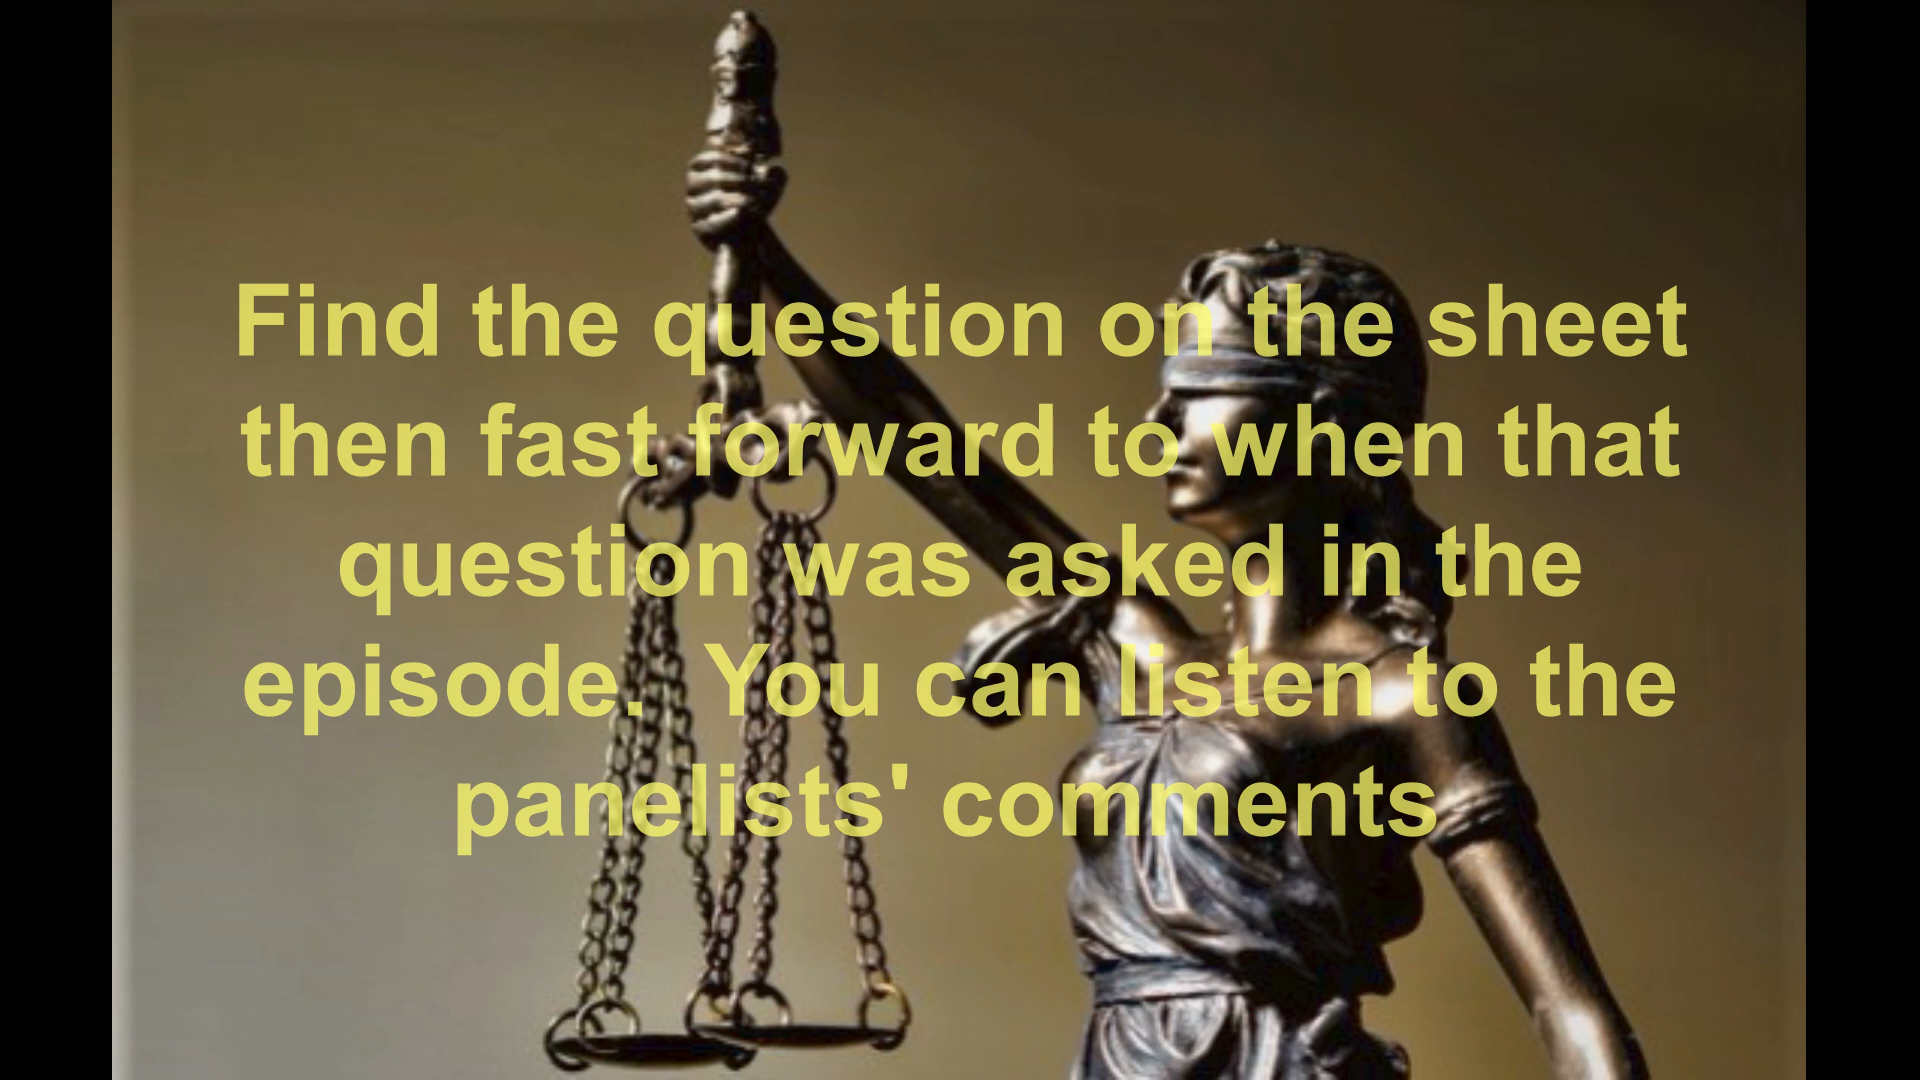 Find the question on the sheet
then fast forward to when that
question was asked in the
episode.  You can listen to the
panelists' comments